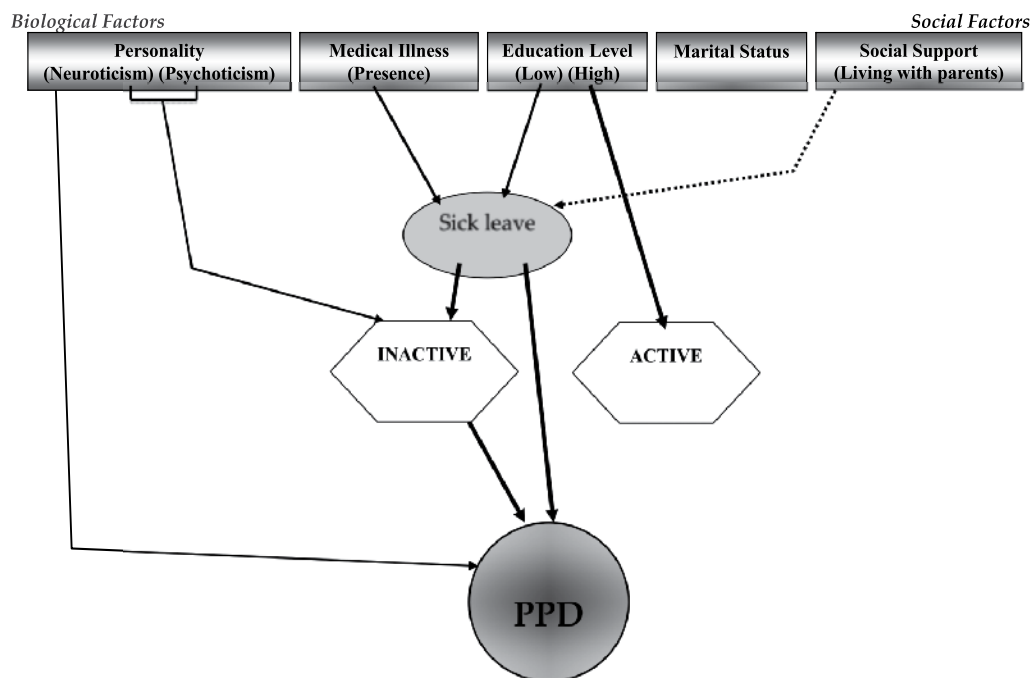 Biological Factors
Social Factors
Personality
(Neuroticism) (Psychoticism)
Medical Illness
(Presence)
Education Level
(Low) (High)
Marital Status
Social Support
(Living with parents)
Sick leave
INACTIVE
ACTIVE
PPD